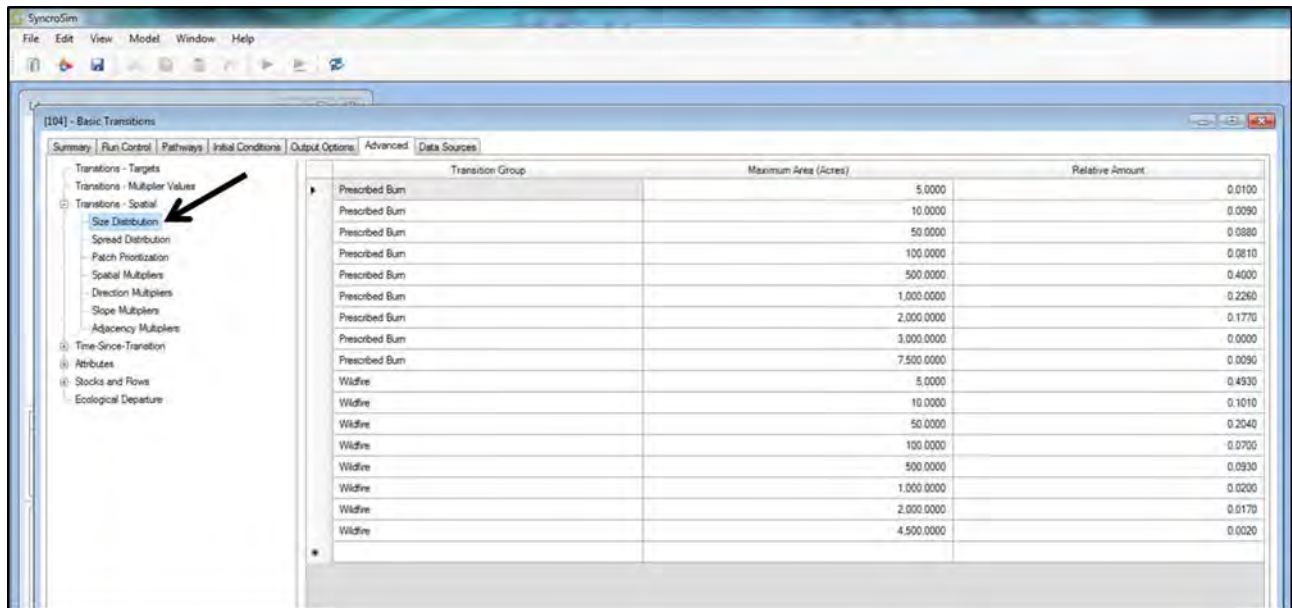 SyncroSim
File Edit View Model Window Help
[104] - Basic Transitions
Summary Run Control Pathways Initial Conditions Output Options Advanced Data Sources
Transitions - Targets
Transitions - Multiplier Values
Transitions - Spatial
Size Distribution
Spread Distribution
Patch Prioritization
Spatial Multipliers
Direction Multipliers
Slope Multipliers
Adjacency Multipliers
Time-Since-Transition
Attributes
Stocks and Flows
Ecological Departure
Transition Group Maximum Area (Acres) Relative Amount
Prescribed Burn 5.0000 0.0100
Prescribed Burn 10.0000 0.0090
Prescribed Burn 50.0000 0.0880
Prescribed Burn 100.0000 0.0810
Prescribed Burn 500.0000 0.4000
Prescribed Burn 1,000.0000 0.2260
Prescribed Burn 2,000.0000 0.1770
Prescribed Burn 3,000.0000 0.0000
Prescribed Burn 7,500.0000 0.0090
Wildfire 5.0000 0.4930
Wildfire 10.0000 0.1010
Wildfire 50.0000 0.2040
Wildfire 100.0000 0.0700
Wildfire 500.0000 0.0930
Wildfire 1,000.0000 0.0200
Wildfire 2,000.0000 0.0170
Wildfire 4,500.0000 0.0020